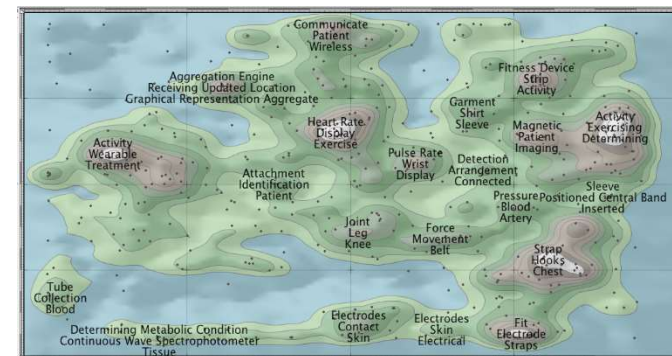 Communicate
Patient
Wireless
Aggregation Engine
Receiving Updated Location
Graphical Representation Aggregate
Fitness Device
Strip
Activity
Garment
Shirt
Sleeve
Heart Rate
Display
Exercise
Magnetic
Patient
Imaging
Activity
Exercising
Determining
Activity
Wearable
Treatment
Pulse Rate
Wrist
Display
Detection
Arrangement
Connected
Attachment
Identification
Patient
Pressure
Blood
Artery
Sleeve
Positioned Central Band
Inserted
Joint
Leg
Knee
Force
Movement
Belt
Strap
Hooks
Chest
Tube
Collection
Blood
Determining Metabolic Condition
Continuous Wave Spectrophotometer
Tissue
Electrodes
Contact
Skin
Electrodes
Skin
Electrical
Fit
Electrode
Straps